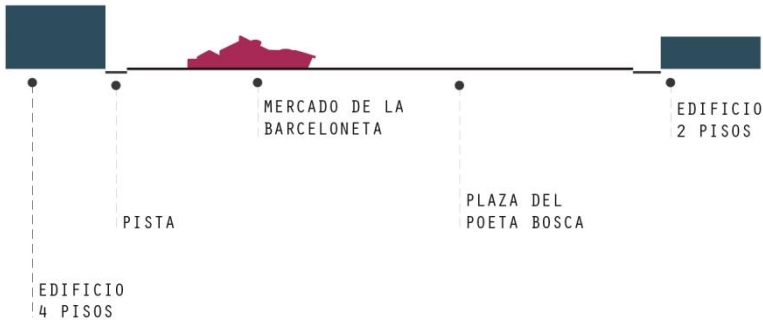 MERCADO DE LA
BARCELONETA
EDIFICIO
2 PISOS
PLAZA DEL
POETA BOSCA
PISTA
EDIFICIO
4 PISOS